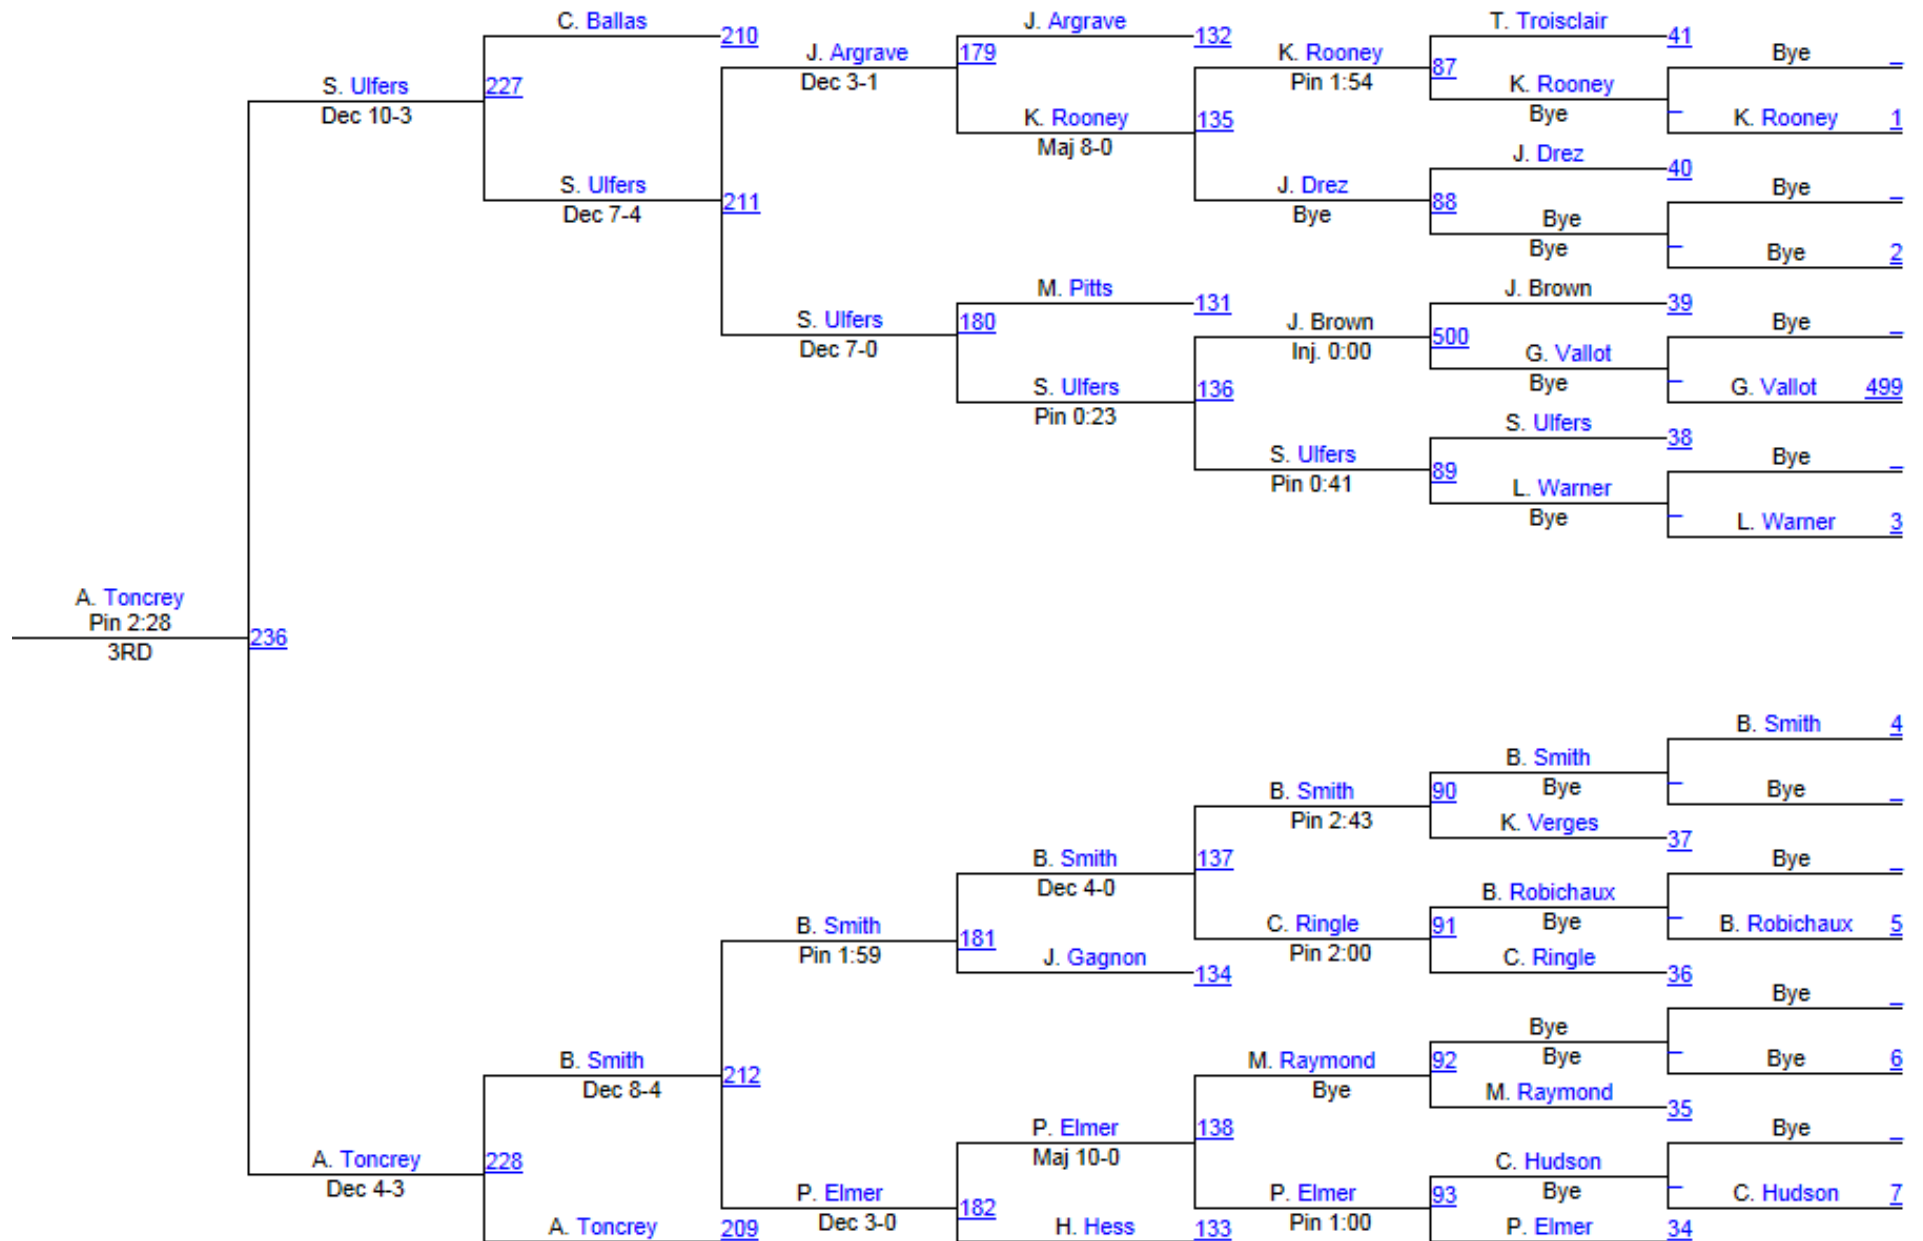 C. Ballas 210
J. Argrave 132
T. Troisclair 41
J. Argrave 179
Dec 3-1
K. Rooney 87
Pin 1:54
Bye _
S. Ulfers 227
Dec 10-3
K. Rooney _
Bye
K. Rooney 135
Maj 8-0
K. Rooney 1
J. Drez 40
S. Ulfers 211
Dec 7-4
J. Drez 88
Bye
Bye _
Bye _
Bye
Bye 2
M. Pitts 131
J. Brown 39
S. Ulfers 180
Dec 7-0
J. Brown 500
Inj. 0:00
Bye _
G. Vallot _
Bye
S. Ulfers 136
Pin 0:23
G. Vallot 499
S. Ulfers 38
S. Ulfers 89
Pin 0:41
Bye _
L. Warner _
Bye
L. Warner 3
A. Toncrey 236
Pin 2:28
3RD
B. Smith 4
B. Smith _
Bye
B. Smith 90
Pin 2:43
Bye _
K. Verges 37
B. Smith 137
Dec 4-0
Bye _
B. Robichaux _
Bye
B. Smith 181
Pin 1:59
C. Ringle 91
Pin 2:00
B. Robichaux 5
J. Gagnon 134
C. Ringle 36
Bye _
Bye _
Bye
B. Smith 212
Dec 8-4
M. Raymond 92
Bye
Bye 6
M. Raymond 35
P. Elmer 138
Maj 10-0
Bye _
A. Toncrey 228
Dec 4-3
C. Hudson _
Bye
P. Elmer 182
Dec 3-0
P. Elmer 93
Pin 1:00
C. Hudson 7
A. Toncrey 209
H. Hess 133
P. Elmer 34